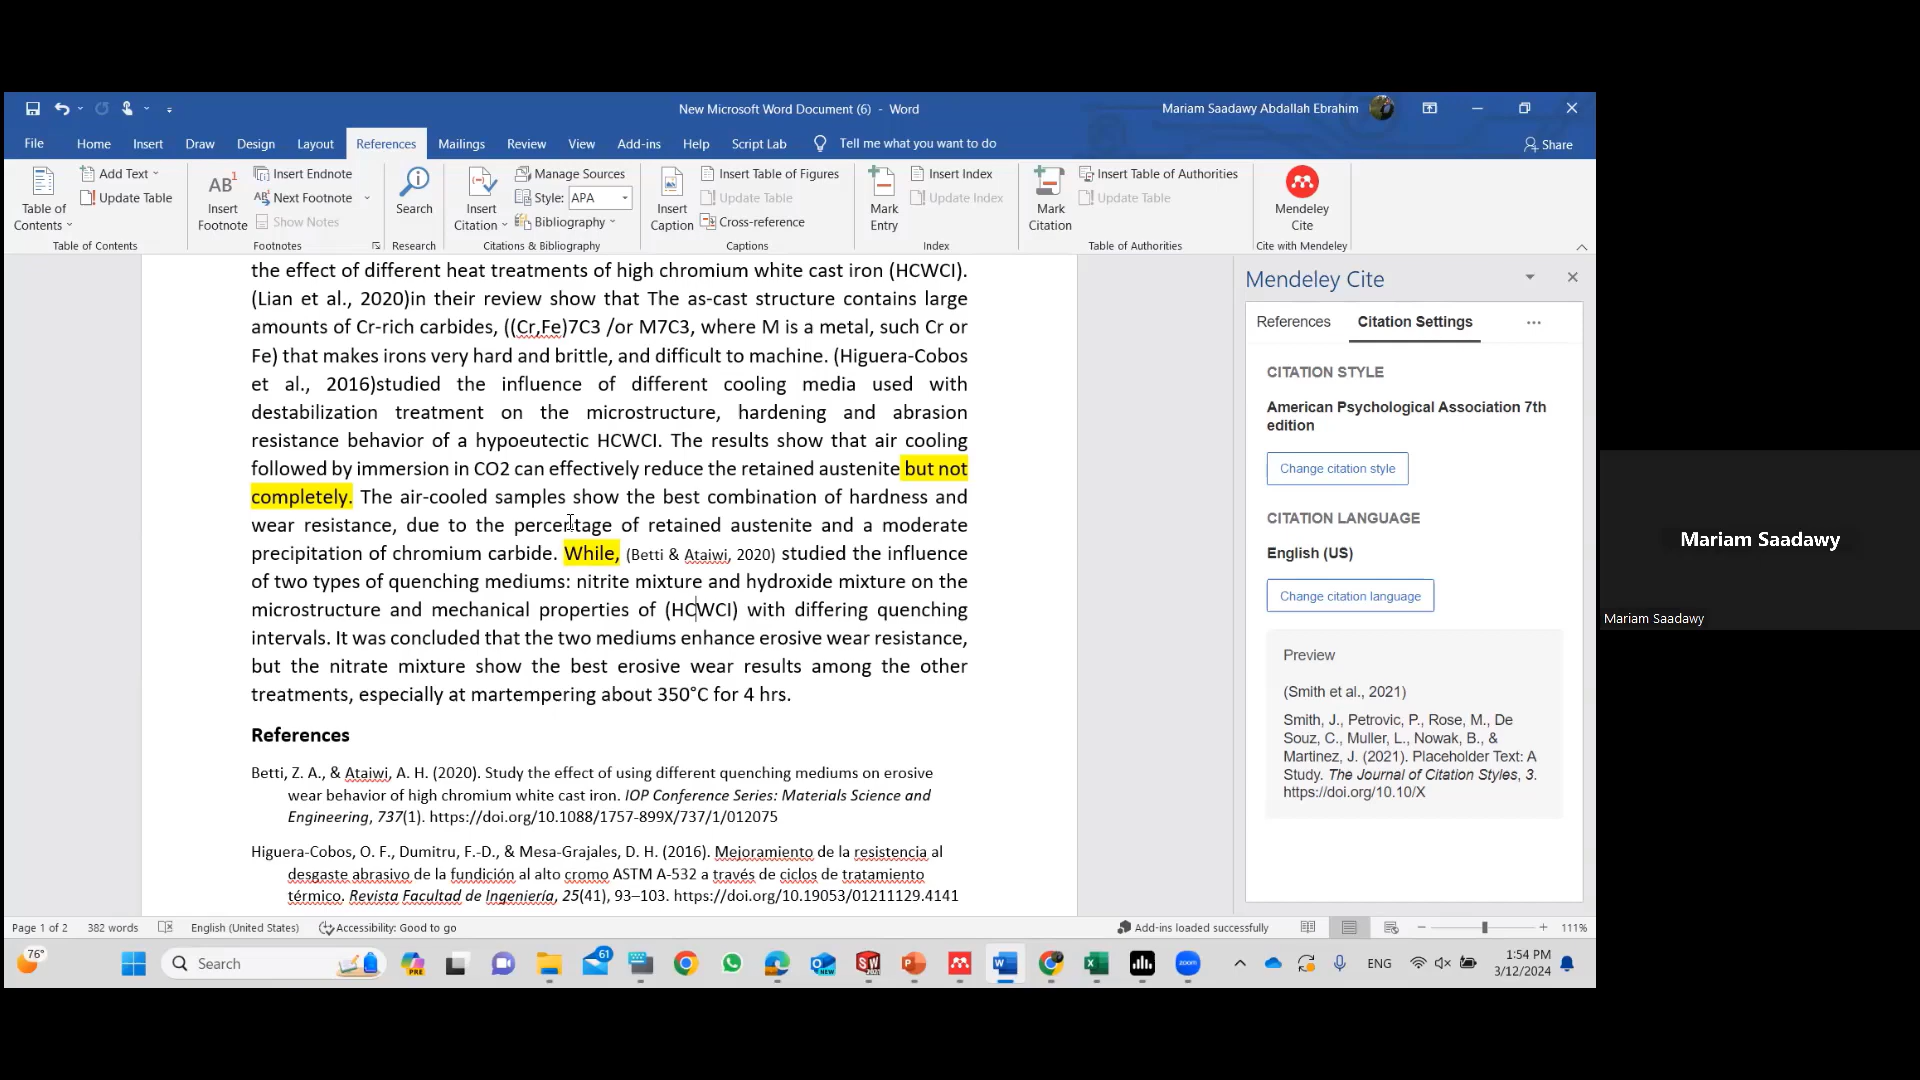 New Microsoft Word Document (6) - Word
Mariam Saadawy Abdallah Ebrahim
File Home Insert Draw Design Layout References Mailings Review View Add-ins Help Script Lab Tell me what you want to do Share
Table of Contents
Add Text
Update Table
Table of Contents
AB1
Insert Footnote
Insert Endnote
Next Footnote
Show Notes
Footnotes
Search
Research
Insert Citation
Manage Sources
Style: APA
Bibliography
Citations & Bibliography
Insert Caption
Insert Table of Figures
Update Table
Cross-reference
Captions
Mark Entry
Insert Index
Update Index
Index
Mark Citation
Insert Table of Authorities
Update Table
Table of Authorities
Mendeley Cite
Cite with Mendeley
the effect of different heat treatments of high chromium white cast iron (HCWCI).
(Lian et al., 2020)in their review show that The as-cast structure contains large
amounts of Cr-rich carbides, ((Cr,Fe)7C3 /or M7C3, where M is a metal, such Cr or
Fe) that makes irons very hard and brittle, and difficult to machine. (Higuera-Cobos
et al., 2016)studied the influence of different cooling media used with
destabilization treatment on the microstructure, hardening and abrasion
resistance behavior of a hypoeutectic HCWCI. The results show that air cooling
followed by immersion in CO2 can effectively reduce the retained austenite but not
completely. The air-cooled samples show the best combination of hardness and
wear resistance, due to the percentage of retained austenite and a moderate
precipitation of chromium carbide. While, (Betti & Ataiwi, 2020) studied the influence
of two types of quenching mediums: nitrite mixture and hydroxide mixture on the
microstructure and mechanical properties of (HCWCI) with differing quenching
intervals. It was concluded that the two mediums enhance erosive wear resistance,
but the nitrate mixture show the best erosive wear results among the other
treatments, especially at martempering about 350°C for 4 hrs.
References
Betti, Z. A., & Ataiwi, A. H. (2020). Study the effect of using different quenching mediums on erosive
wear behavior of high chromium white cast iron. IOP Conference Series: Materials Science and
Engineering, 737(1). https://doi.org/10.1088/1757-899X/737/1/012075
Higuera-Cobos, O. F., Dumitru, F.-D., & Mesa-Grajales, D. H. (2016). Mejoramiento de la resistencia al
desgaste abrasivo de la fundición al alto cromo ASTM A-532 a través de ciclos de tratamiento
térmico. Revista Facultad de Ingeniería, 25(41), 93–103. https://doi.org/10.19053/01211129.4141
Mendeley Cite
References Citation Settings ...
CITATION STYLE
American Psychological Association 7th
edition
Change citation style
CITATION LANGUAGE
English (US)
Change citation language
Preview
(Smith et al., 2021)
Smith, J., Petrovic, P., Rose, M., De
Souz, C., Muller, L., Nowak, B., &
Martinez, J. (2021). Placeholder Text: A
Study. The Journal of Citation Styles, 3.
https://doi.org/10.10/X
Mariam Saadawy
Mariam Saadawy
Page 1 of 2 382 words English (United States) Accessibility: Good to go Add-ins loaded successfully 111%
76° Search PRE 61 NEW SW zoom ENG 1:54 PM
3/12/2024